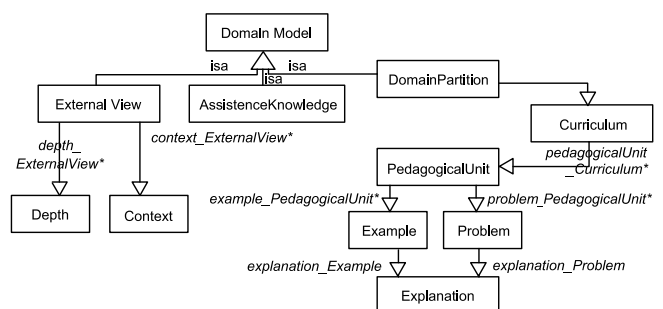 Domain Model
isa
isa
isa
DomainPartition
External View
AssistenceKnowledge
Curriculum
depth_
ExternalView*
context_ExternalView*
pedagogicalUnit
_Curriculum*
PedagogicalUnit
example_PedagogicalUnit*
problem_PedagogicalUnit*
Depth
Context
Example
Problem
explanation_Example
explanation_Problem
Explanation